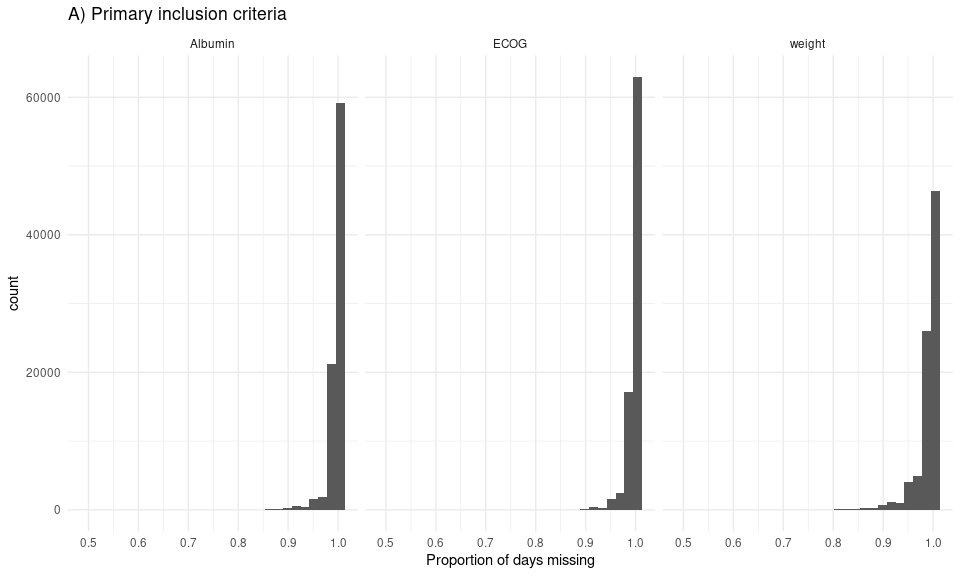 A) Primary inclusion criteria
Albumin ECOG weight
60000
40000
20000
0
count
0.5 0.6 0.7 0.8 0.9 1.0 0.5 0.6 0.7 0.8 0.9 1.0 0.5 0.6 0.7 0.8 0.9 1.0
Proportion of days missing